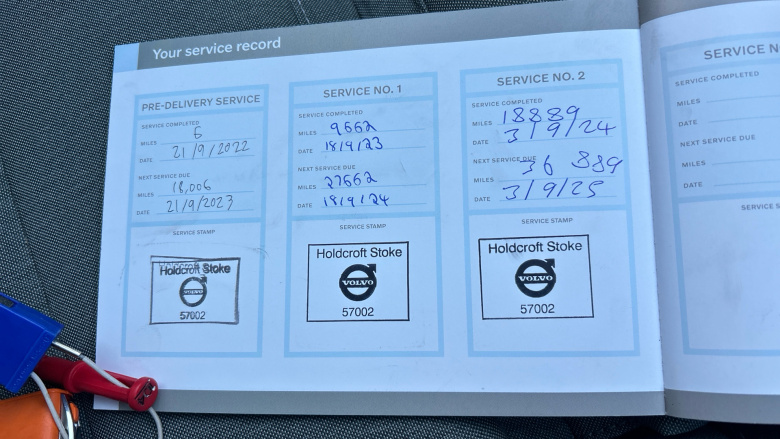 Your service record
PRE-DELIVERY SERVICE
SERVICE COMPLETED
MILES 6
DATE 21/9/2022
NEXT SERVICE DUE
MILES 18,006
DATE 21/9/2023
SERVICE STAMP
Holdcroft Stoke
VOLVO
57002
SERVICE NO. 1
SERVICE COMPLETED
MILES 9662
DATE 18/9/23
NEXT SERVICE DUE
MILES 27662
DATE 18/9/24
SERVICE STAMP
Holdcroft Stoke
VOLVO
57002
SERVICE NO. 2
SERVICE COMPLETED
MILES 18889
DATE 3/9/24
NEXT SERVICE DUE
MILES 36 889
DATE 3/9/25
SERVICE STAMP
Holdcroft Stoke
VOLVO
57002
SERVICE N
SERVICE COMPLETED
MILES
DATE
NEXT SERVICE DUE
MILES
DATE
SERVICE S